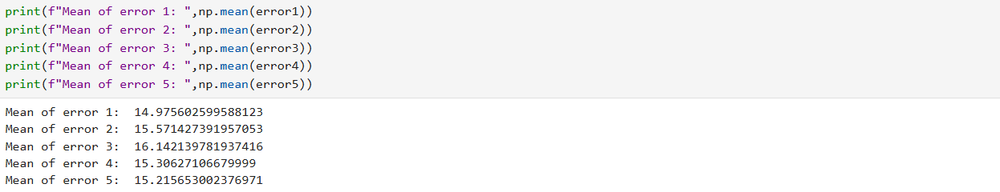 print(f"Mean of error 1: ",np.mean(error1))
print(f"Mean of error 2: ",np.mean(error2))
print(f"Mean of error 3: ",np.mean(error3))
print(f"Mean of error 4: ",np.mean(error4))
print(f"Mean of error 5: ",np.mean(error5))
Mean of error 1:  14.975602599588123
Mean of error 2:  15.571427391957053
Mean of error 3:  16.142139781937416
Mean of error 4:  15.30627106679999
Mean of error 5:  15.215653002376971